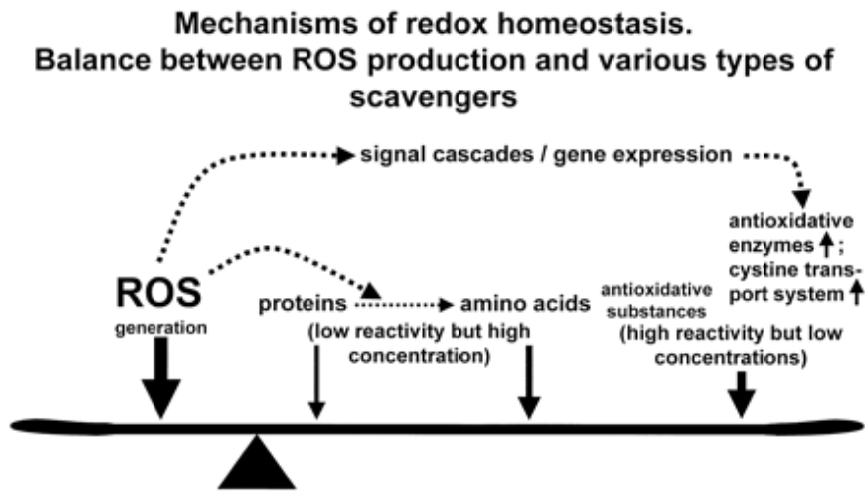 Mechanisms of redox homeostasis.
Balance between ROS production and various types of
scavengers
signal cascades / gene expression
antioxidative
enzymes ↑;
cystine trans-
port system ↑
ROS
generation
proteins
amino acids
(low reactivity but high
concentration)
antioxidative
substances
(high reactivity but low
concentrations)